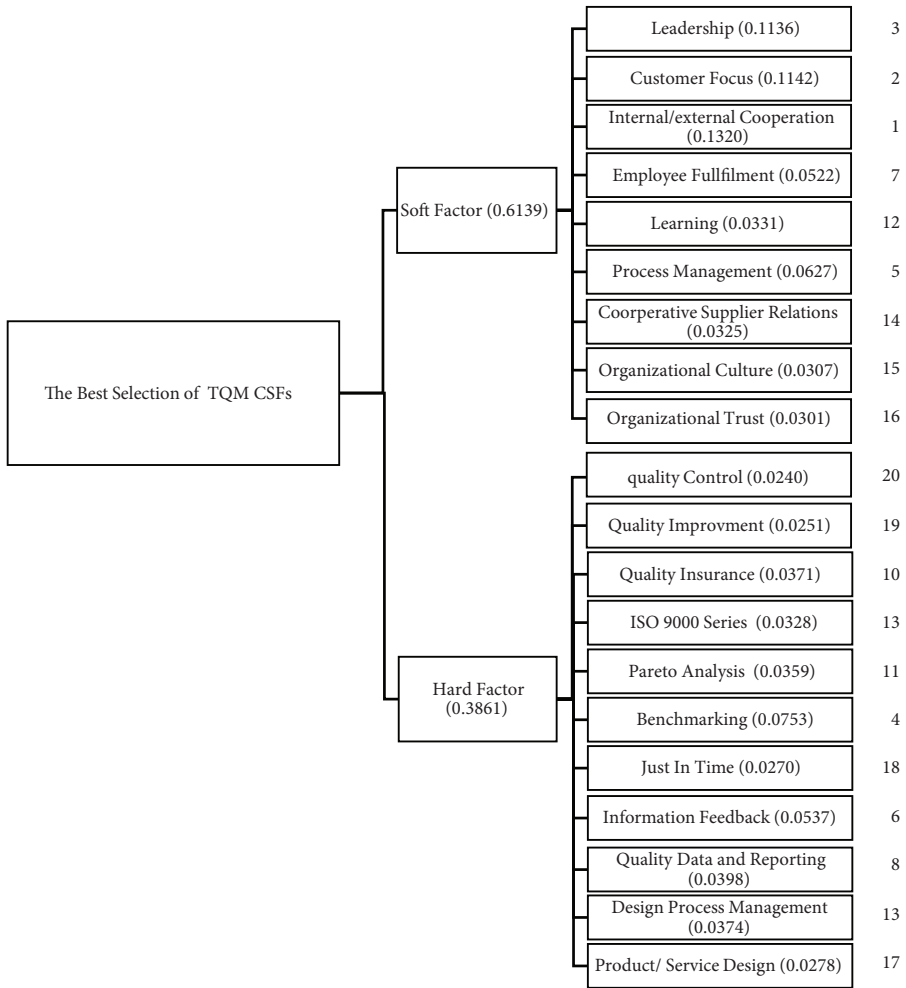 Leadership (0.1136) 3
Customer Focus (0.1142) 2
Internal/external Cooperation
(0.1320) 1
Employee Fullfilment (0.0522) 7
Soft Factor (0.6139)
Learning (0.0331) 12
Process Management (0.0627) 5
Coorperative Supplier Relations
(0.0325) 14
Organizational Culture (0.0307) 15
The Best Selection of TQM CSFs
Organizational Trust (0.0301) 16
quality Control (0.0240) 20
Quality Improvment (0.0251) 19
Quality Insurance (0.0371) 10
ISO 9000 Series (0.0328) 13
Hard Factor
(0.3861)
Pareto Analysis (0.0359) 11
Benchmarking (0.0753) 4
Just In Time (0.0270) 18
Information Feedback (0.0537) 6
Quality Data and Reporting
(0.0398) 8
Design Process Management
(0.0374) 13
Product/ Service Design (0.0278) 17